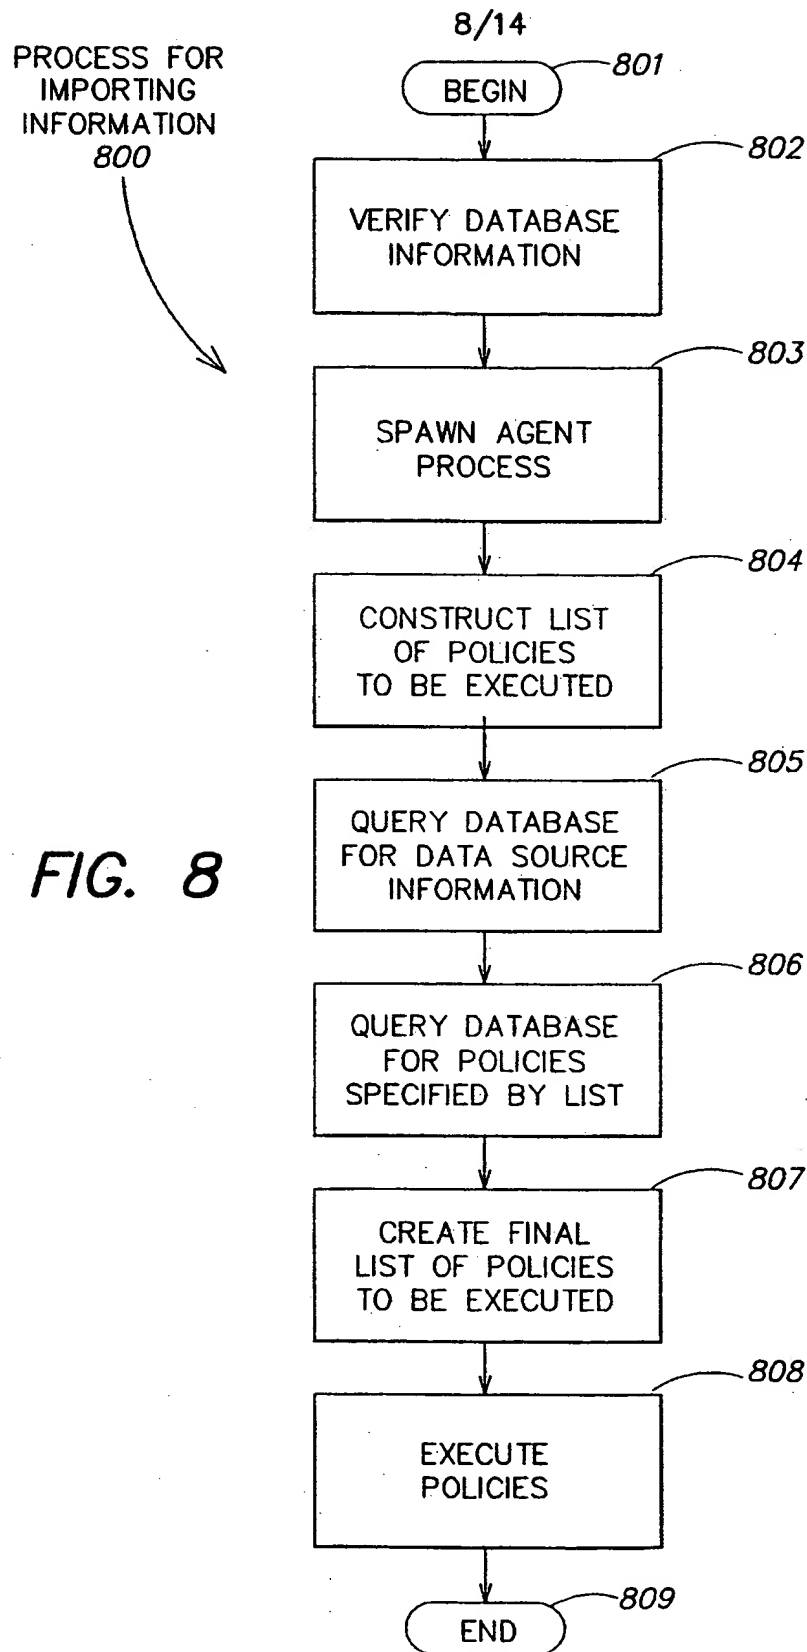 8/14
PROCESS FOR
IMPORTING
INFORMATION
800
BEGIN
801
802
VERIFY DATABASE
INFORMATION
803
SPAWN AGENT
PROCESS
804
CONSTRUCT LIST
OF POLICIES
TO BE EXECUTED
805
QUERY DATABASE
FOR DATA SOURCE
INFORMATION
FIG. 8
806
QUERY DATABASE
FOR POLICIES
SPECIFIED BY LIST
807
CREATE FINAL
LIST OF POLICIES
TO BE EXECUTED
808
EXECUTE
POLICIES
809
END